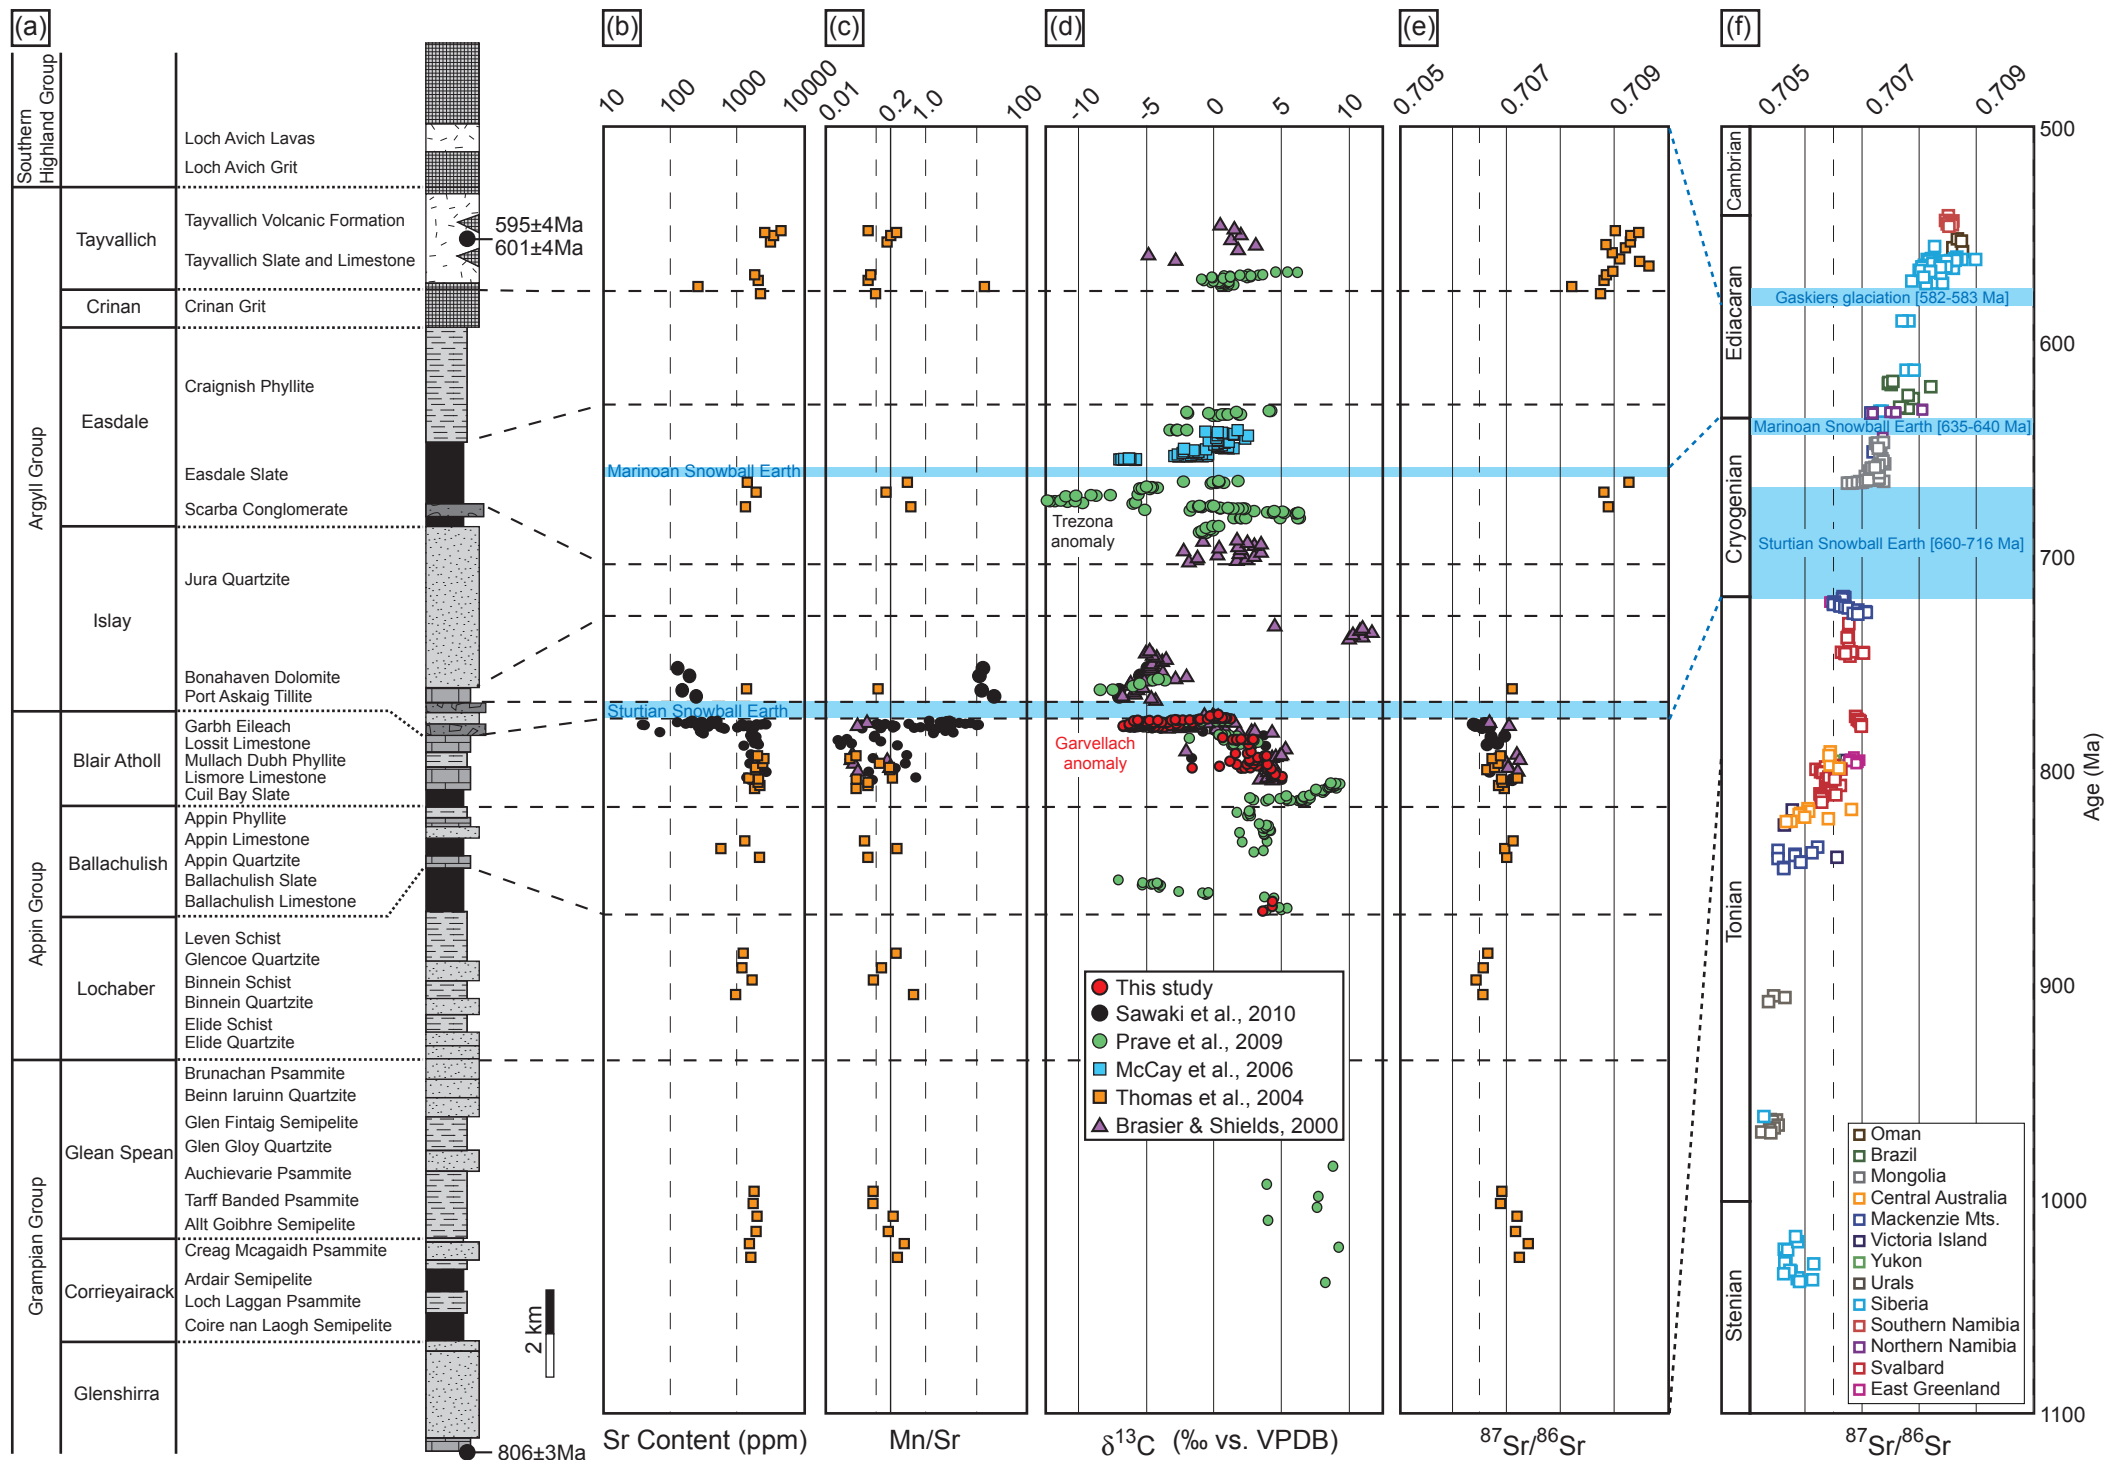 (a)
(b)
(c)
(d)
(e)
(f)
10
100
1000
10000
0.01
0.2
1.0
100
-10
-5
0
5
10
0.705
0.707
0.709
0.705
0.707
0.709
Southern
Highland Group
Argyll Group
Appin Group
Grampian Group
Tayvallich
Crinan
Easdale
Islay
Blair Atholl
Ballachulish
Lochaber
Glean Spean
Corrieyairack
Glenshirra
Loch Avich Lavas
Loch Avich Grit
Tayvallich Volcanic Formation
Tayvallich Slate and Limestone
Crinan Grit
Craignish Phyllite
Easdale Slate
Scarba Conglomerate
Jura Quartzite
Bonahaven Dolomite
Port Askaig Tillite
Garbh Eileach
Lossit Limestone
Mullach Dubh Phyllite
Lismore Limestone
Cuil Bay Slate
Appin Phyllite
Appin Limestone
Appin Quartzite
Ballachulish Slate
Ballachulish Limestone
Leven Schist
Glencoe Quartzite
Binnein Schist
Binnein Quartzite
Elide Schist
Elide Quartzite
Brunachan Psammite
Beinn Iaruinn Quartzite
Glen Fintaig Semipelite
Glen Gloy Quartzite
Auchievarie Psammite
Tarff Banded Psammite
Allt Goibhre Semipelite
Creag Mcagaidh Psammite
Ardair Semipelite
Loch Laggan Psammite
Coire nan Laogh Semipelite
595±4Ma
601±4Ma
806±3Ma
2 km
Marinoan Snowball Earth
Sturtian Snowball Earth
Trezona
anomaly
Garvellach
anomaly
This study
Sawaki et al., 2010
Prave et al., 2009
McCay et al., 2006
Thomas et al., 2004
Brasier & Shields, 2000
Sr Content (ppm)
Mn/Sr
δ¹³C (‰ vs. VPDB)
⁸⁷Sr/⁸⁶Sr
Cambrian
Ediacaran
Cryogenian
Tonian
Stenian
Gaskiers glaciation [582-583 Ma]
Marinoan Snowball Earth [635-640 Ma]
Sturtian Snowball Earth [660-716 Ma]
Oman
Brazil
Mongolia
Central Australia
Mackenzie Mts.
Victoria Island
Yukon
Urals
Siberia
Southern Namibia
Northern Namibia
Svalbard
East Greenland
⁸⁷Sr/⁸⁶Sr
500
600
700
800
900
1000
1100
Age (Ma)